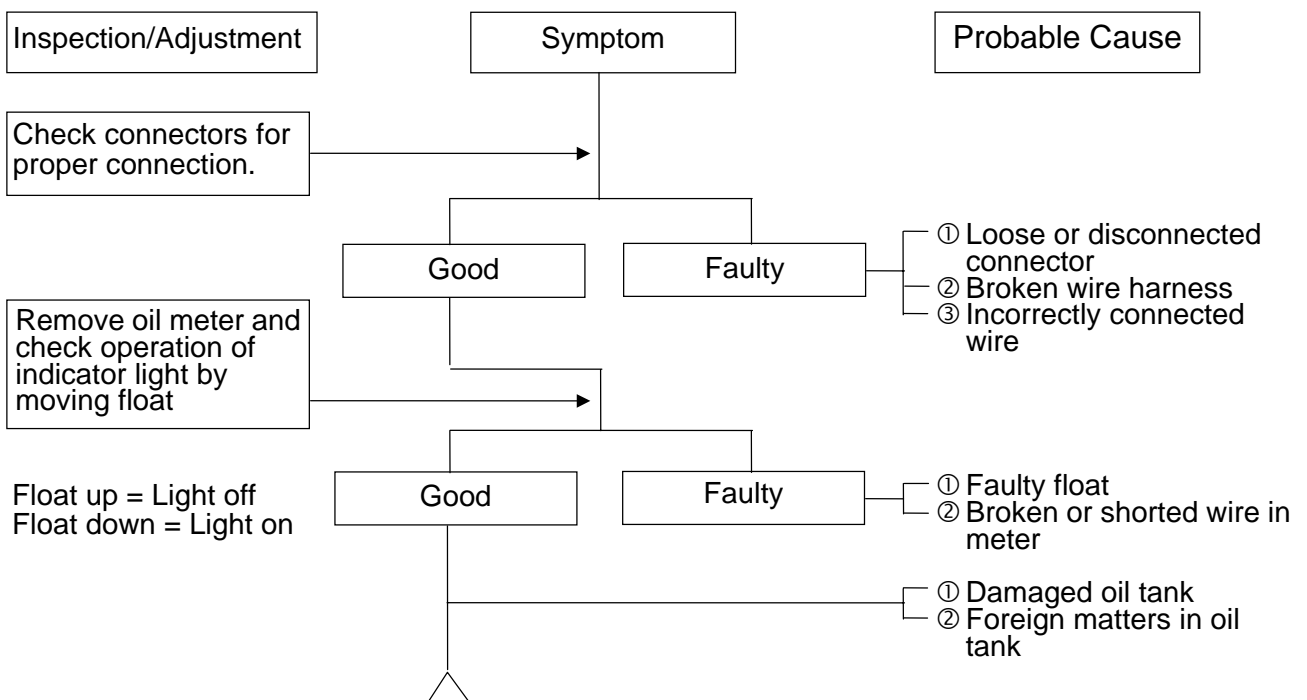 Inspection/Adjustment
Symptom
Probable Cause
Check connectors for
proper connection.
Good
Faulty
① Loose or disconnected
connector
② Broken wire harness
③ Incorrectly connected
wire
Remove oil meter and
check operation of
indicator light by
moving float
Good
Faulty
Float up = Light off
Float down = Light on
① Faulty float
② Broken or shorted wire in
meter
① Damaged oil tank
② Foreign matters in oil
tank